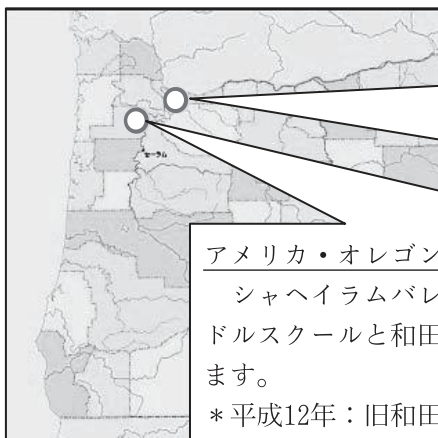 セーラム
アメリカ・オレゴン
シャヘイラムバレ
ドルスクールと和田
ます。
*平成12年：旧和田